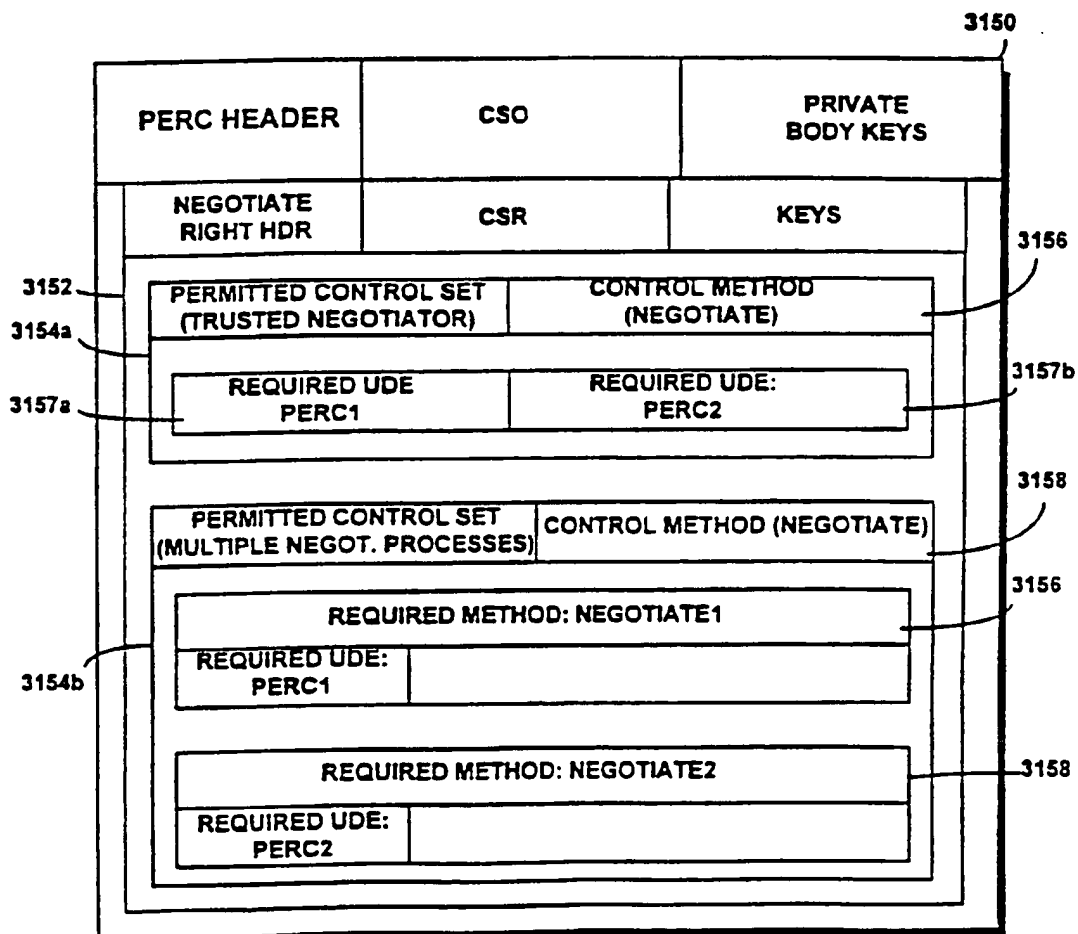 3150
PERC HEADER
CSO
PRIVATE
BODY KEYS
NEGOTIATE
RIGHT HDR
CSR
KEYS
3156
3152
PERMITTED CONTROL SET
(TRUSTED NEGOTIATOR)
CONTROL METHOD
(NEGOTIATE)
3154a
3157a
REQUIRED UDE
PERC1
REQUIRED UDE:
PERC2
3157b
3158
PERMITTED CONTROL SET
(MULTIPLE NEGOT. PROCESSES)
CONTROL METHOD (NEGOTIATE)
3156
REQUIRED METHOD: NEGOTIATE1
REQUIRED UDE:
PERC1
3154b
REQUIRED METHOD: NEGOTIATE2
3158
REQUIRED UDE:
PERC2